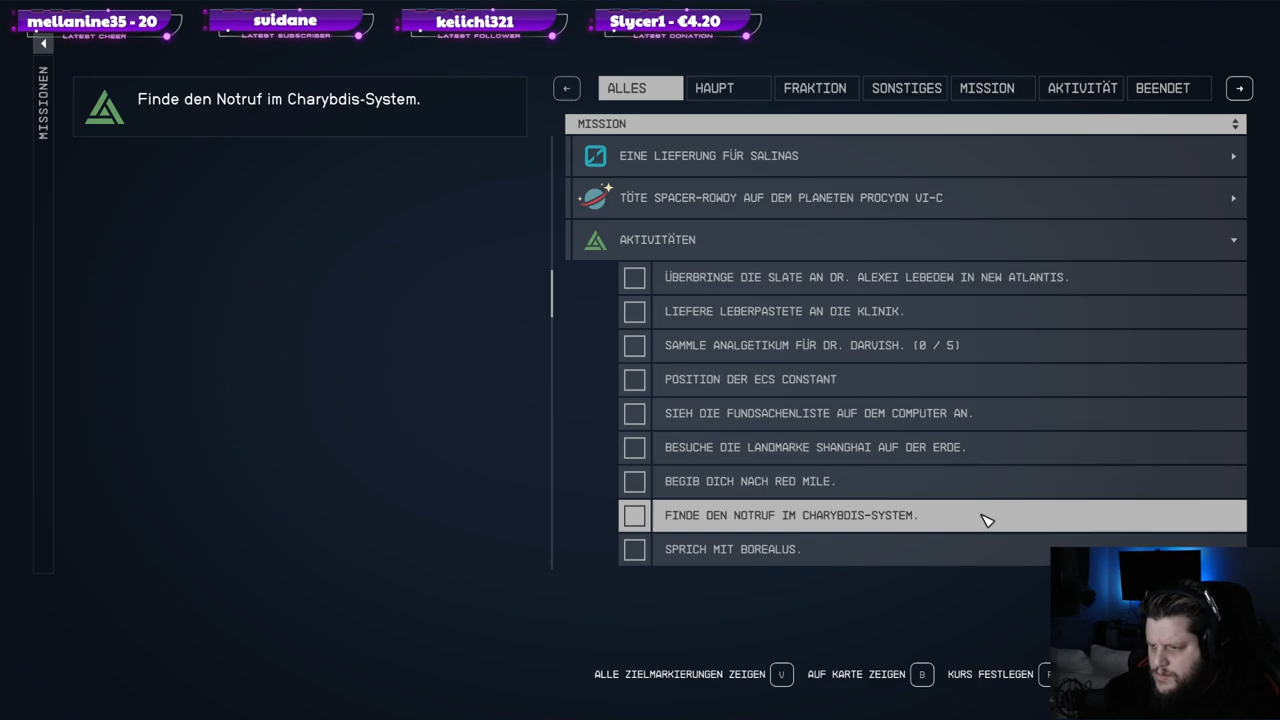 mellanine35 - 20
LATEST CHEER
suidane
LATEST SUBSCRIBER
keiichi321
LATEST FOLLOWER
Slycer1 - €4.20
LATEST DONATION
MISSIONEN
Finde den Notruf im Charybdis-System.
ALLES
HAUPT
FRAKTION
SONSTIGES
MISSION
AKTIVITÄT
BEENDET
MISSION
EINE LIEFERUNG FÜR SALINAS
TÖTE SPACER-ROWDY AUF DEM PLANETEN PROCYON VI-C
AKTIVITÄTEN
ÜBERBRINGE DIE SLATE AN DR. ALEXEI LEBEDEW IN NEW ATLANTIS.
LIEFERE LEBERPASTETE AN DIE KLINIK.
SAMMLE ANALGETIKUM FÜR DR. DARVISH. (0 / 5)
POSITION DER ECS CONSTANT
SIEH DIE FUNDSACHENLISTE AUF DEM COMPUTER AN.
BESUCHE DIE LANDMARKE SHANGHAI AUF DER ERDE.
BEGIB DICH NACH RED MILE.
FINDE DEN NOTRUF IM CHARYBDIS-SYSTEM.
SPRICH MIT BOREALUS.
ALLE ZIELMARKIERUNGEN ZEIGEN V
AUF KARTE ZEIGEN B
KURS FESTLEGEN